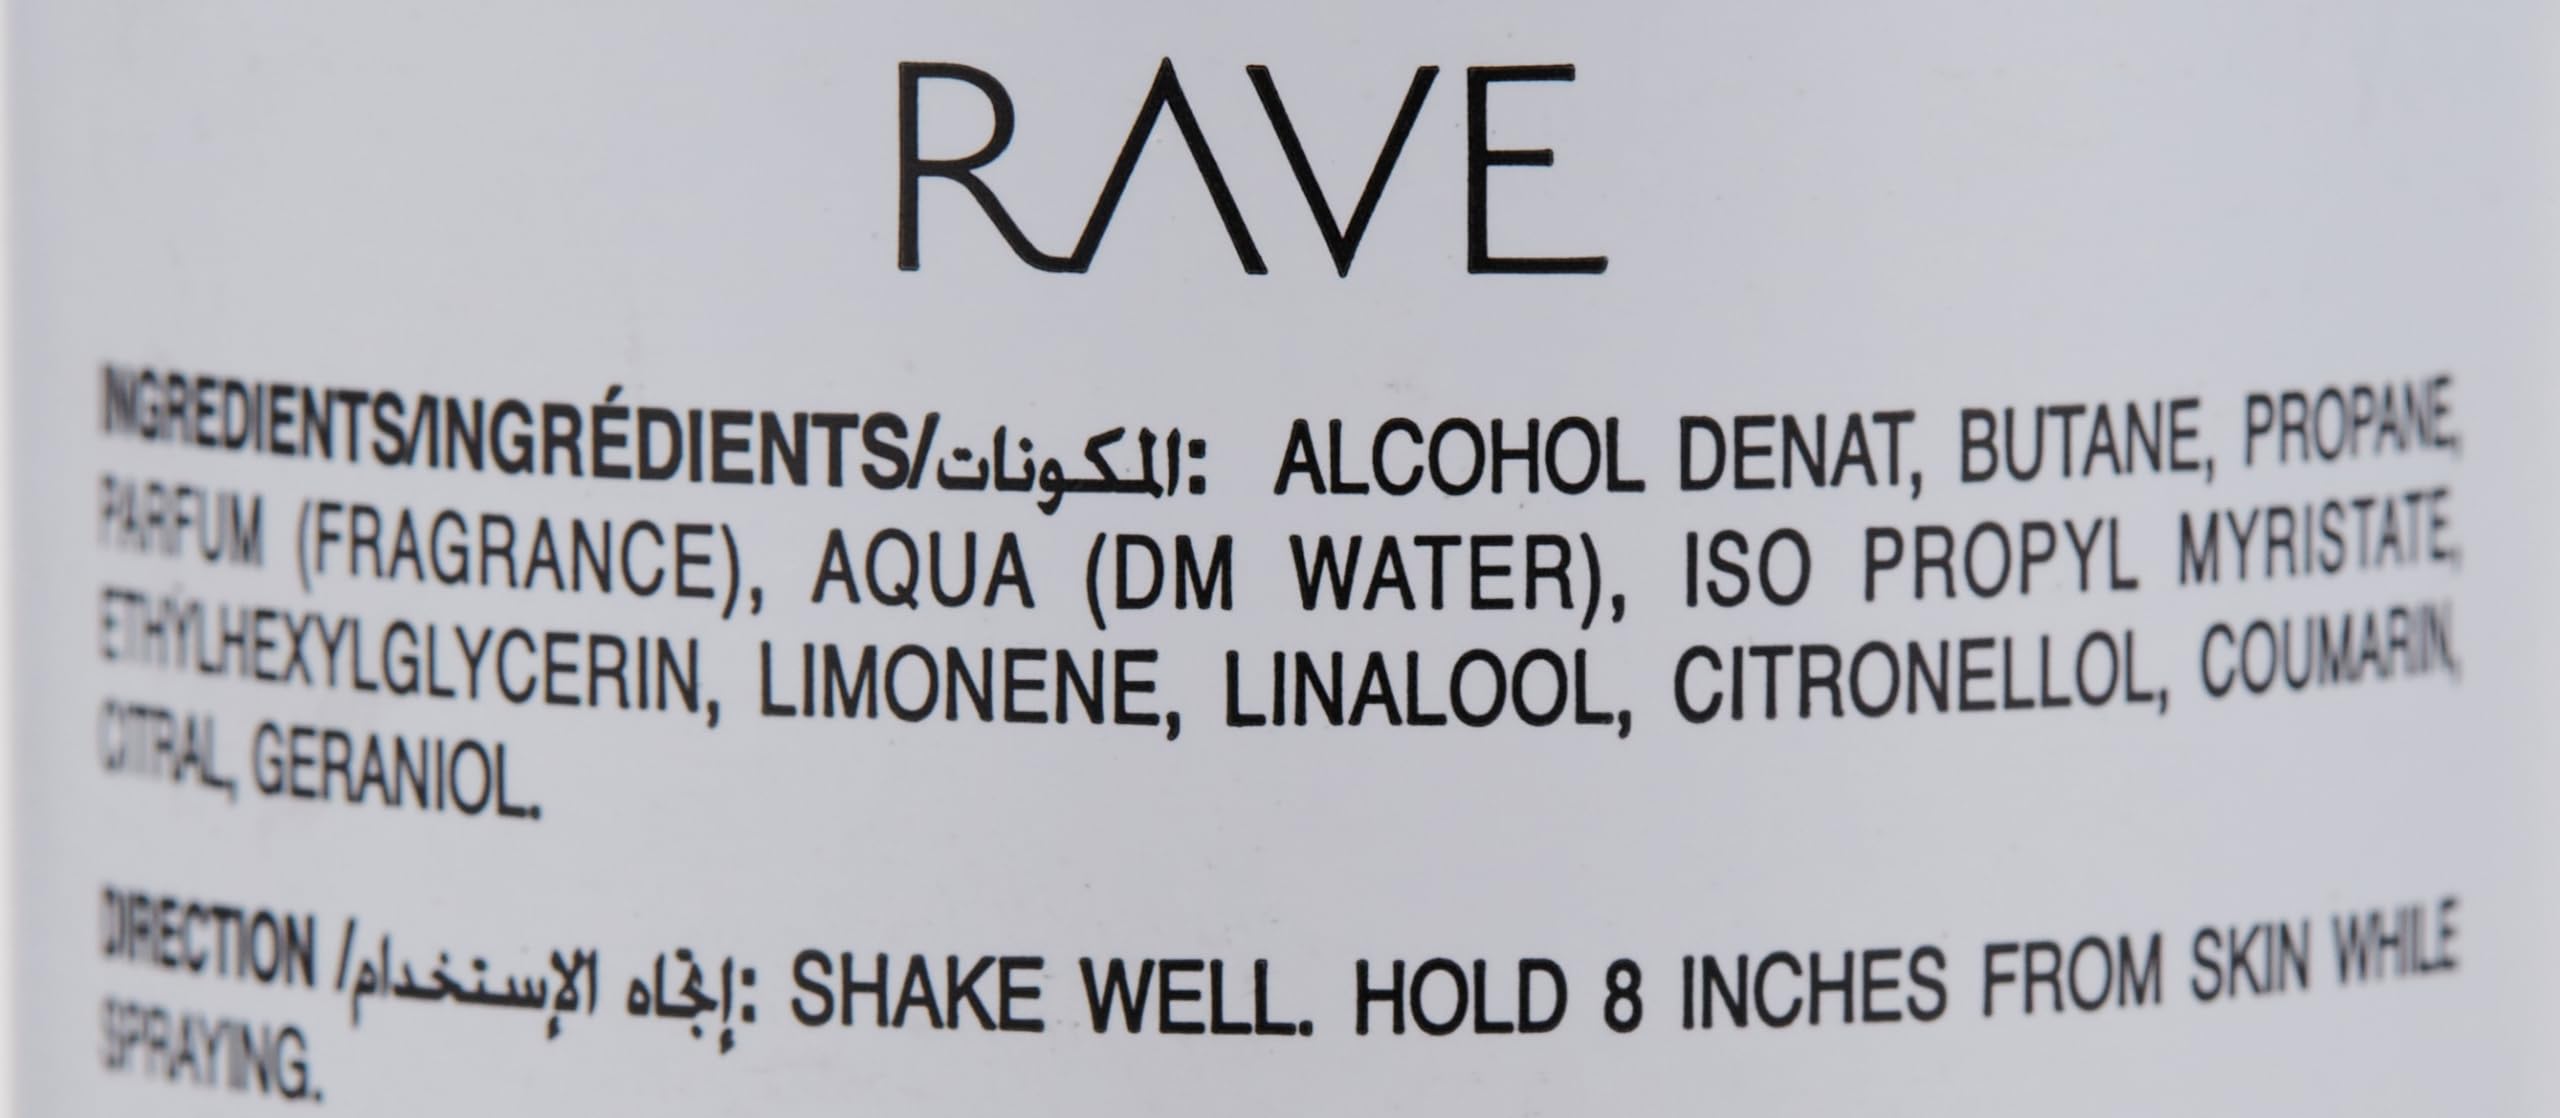 RAVE
INGREDIENTS/INGRÉDIENTS/المكونات: ALCOHOL DENAT, BUTANE, PROPANE,
PARFUM (FRAGRANCE), AQUA (DM WATER), ISO PROPYL MYRISTATE,
ETHYLHEXYLGLYCERIN, LIMONENE, LINALOOL, CITRONELLOL, COUMARIN,
CITRAL, GERANIOL.
DIRECTION /إتجاه الإستخدام: SHAKE WELL. HOLD 8 INCHES FROM SKIN WHILE
SPRAYING.